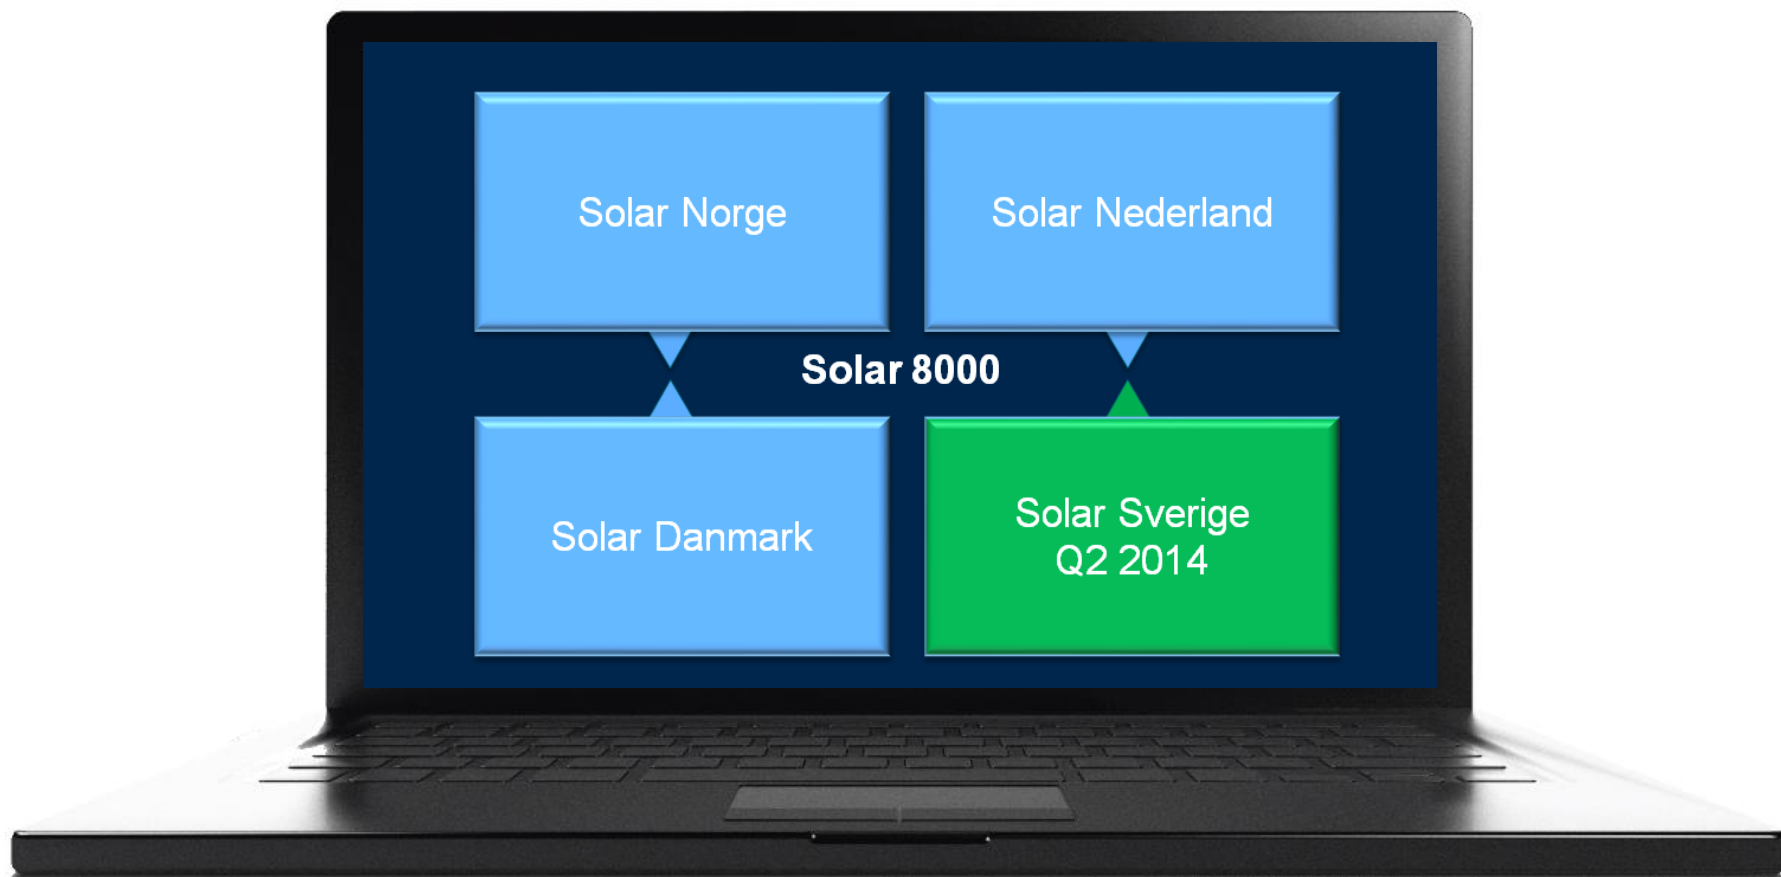 Solar Norge
Solar Nederland
Solar 8000
Solar Danmark
Solar Sverige
Q2 2014